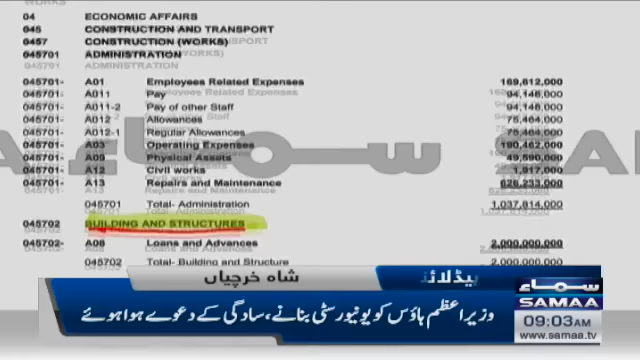 04 ECONOMIC AFFAIRS
045 CONSTRUCTION AND TRANSPORT
0457 CONSTRUCTION (WORKS)
045701 ADMINISTRATION
045701- A01 Employees Related Expenses 169,612,000
045701- A011 Pay 94,148,000
045701- A011-2 Pay of Other Staff 94,148,000
045701- A012 Allowances 75,464,000
045701- A012-1 Regular Allowances 75,464,000
045701- A03 Operating Expenses 190,462,000
045701- A09 Physical Assets 49,590,000
045701- A12 Civil works 1,917,000
045701- A13 Repairs and Maintenance 626,233,000
045701 Total- Administration 1,037,814,000
045702 BUILDING AND STRUCTURES
045702- A08 Loans and Advances 2,000,000,000
045702 Total- Building and Structure 2,000,000,000
شاہ خرچیاں
ہیڈلائنز
وزیراعظم ہاؤس کو یونیورسٹی بنانے، سادگی کے دعوے ہوا ہوئے
سماء
SAMAA
09:03AM
samaa.tv